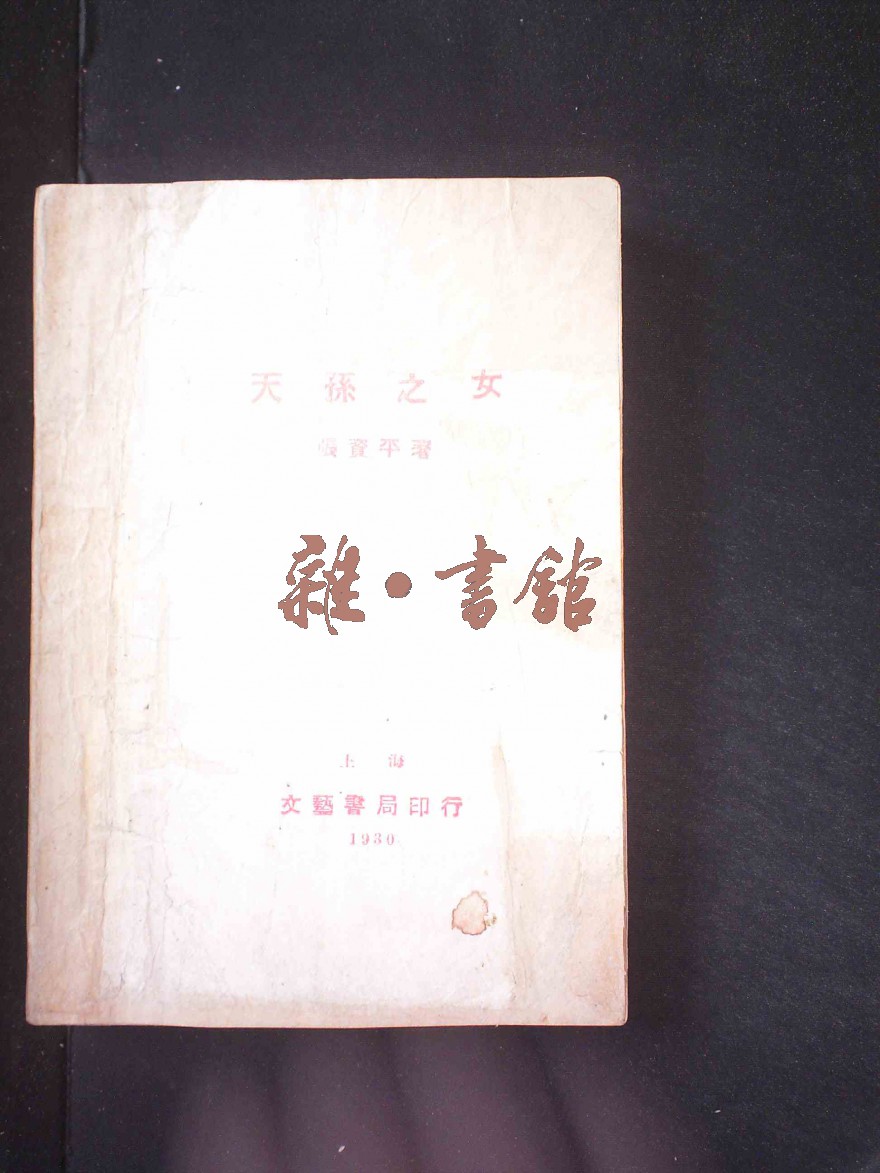 天孫之女
張資平著
雜·書館
上海
文藝書局印行
1930